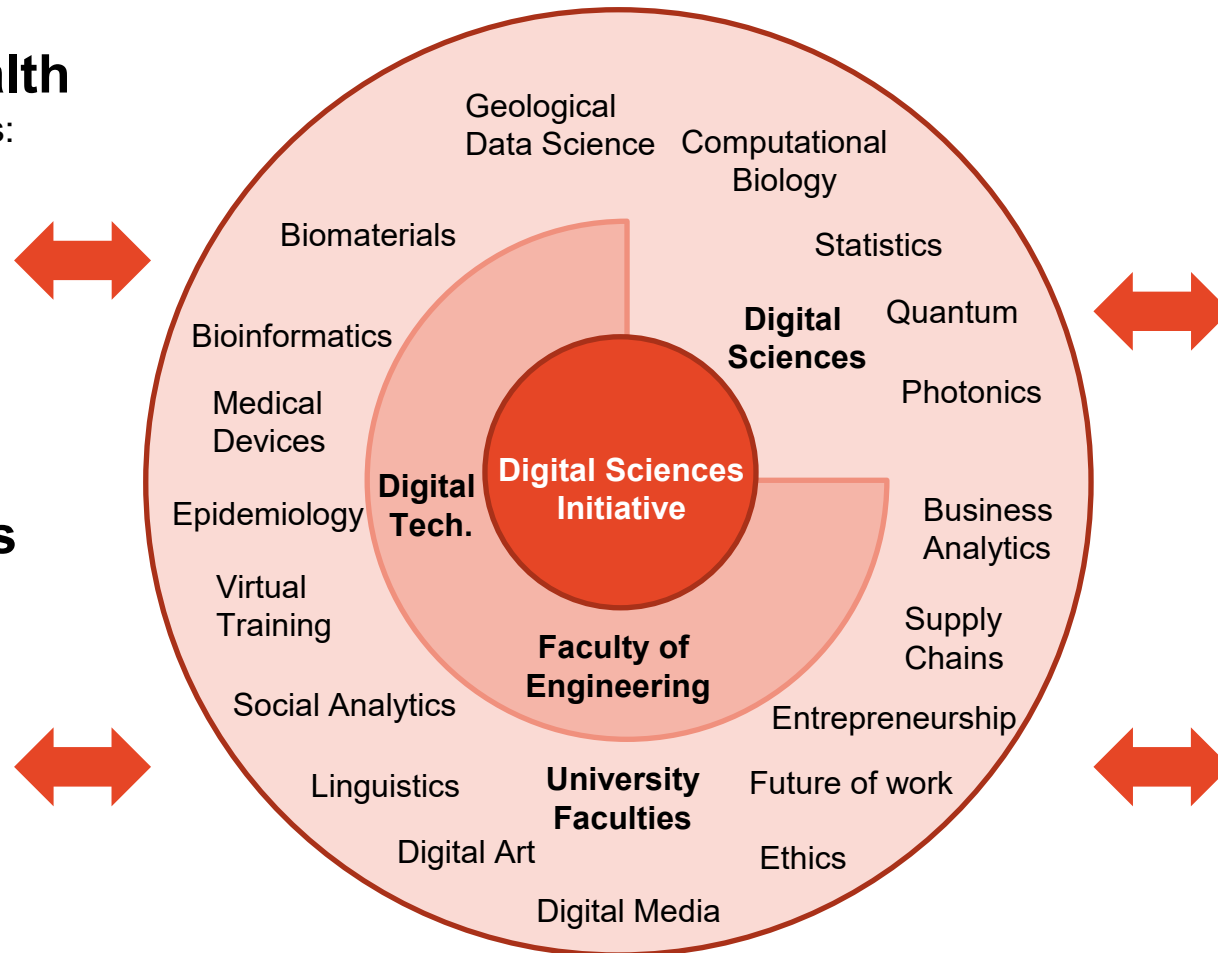 alth
s:
Geological
Data Science
Computational
Biology
Biomaterials
Statistics
Digital
Sciences
Quantum
Bioinformatics
Photonics
Medical
Devices
Digital Sciences
Initiative
Digital
Tech.
Epidemiology
s
Business
Analytics
Virtual
Training
Supply
Chains
Faculty of
Engineering
Social Analytics
Entrepreneurship
University
Faculties
Linguistics
Future of work
Digital Art
Ethics
Digital Media